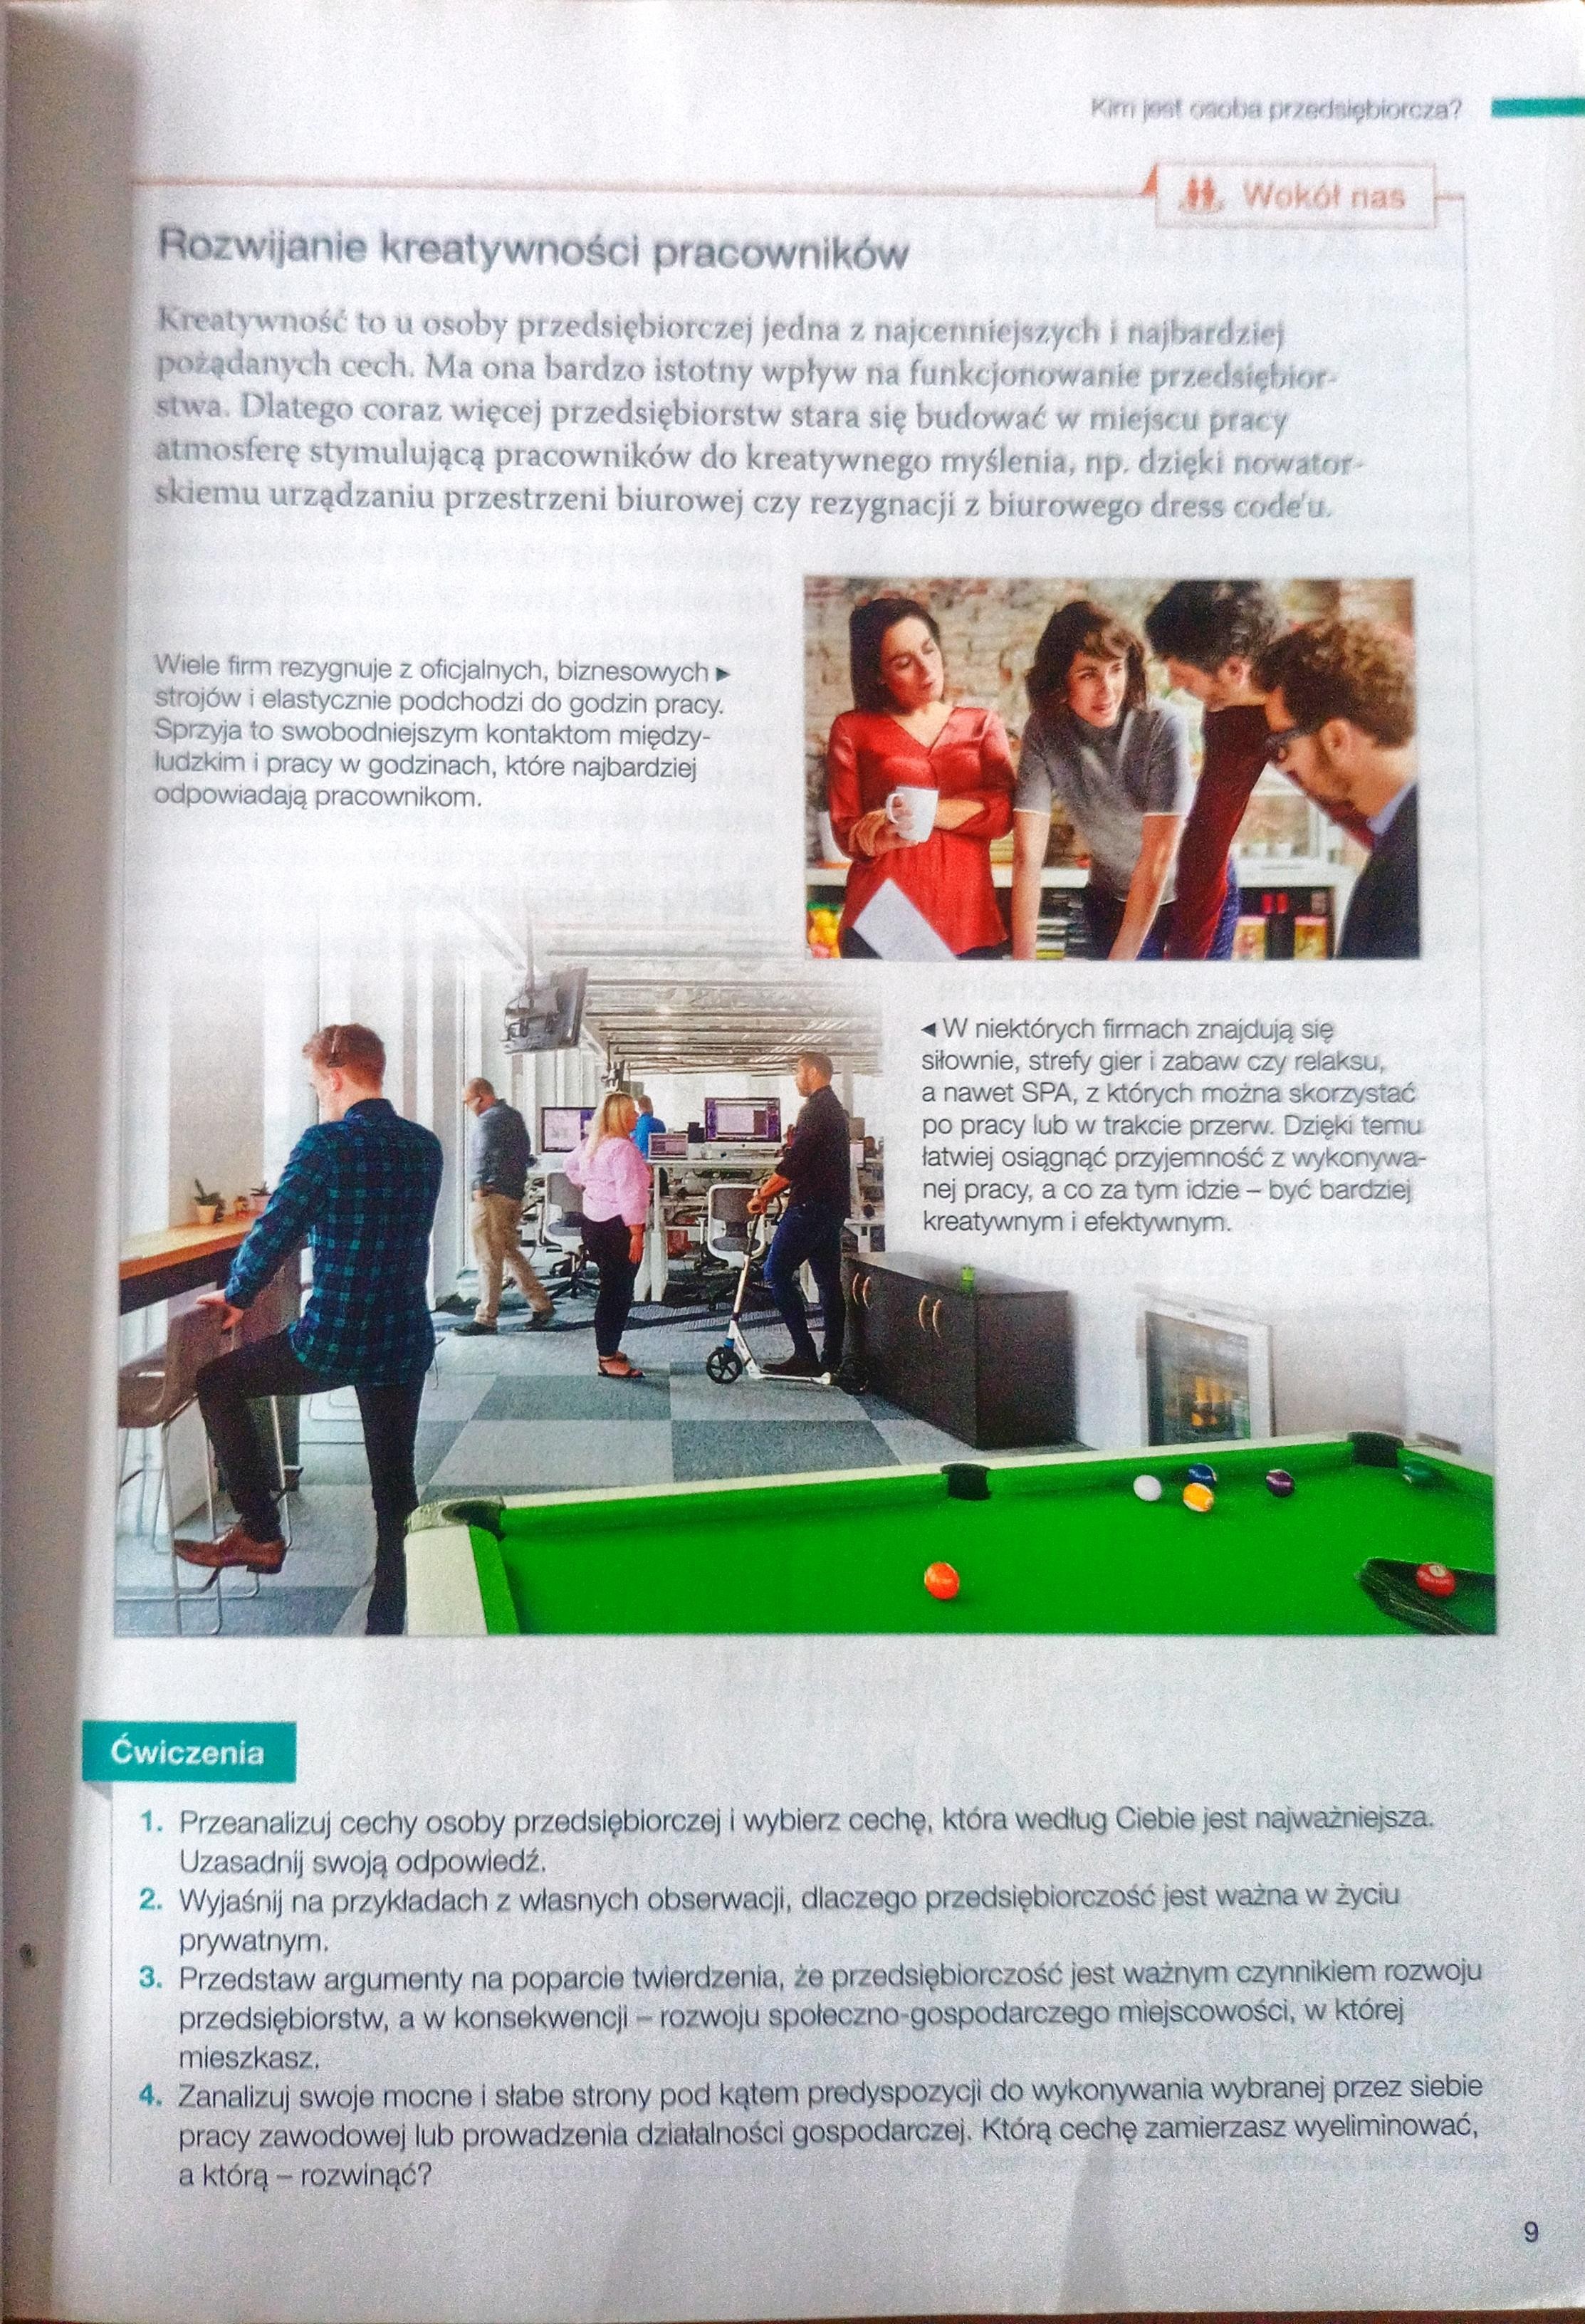 Kim jest osoba przedsiębiorcza?
Wokół nas
Rozwijanie kreatywności pracowników
Kreatywność to u osoby przedsiębiorczej jedna z najcenniejszych i najbardziej
pożądanych cech. Ma ona bardzo istotny wpływ na funkcjonowanie przedsiębior-
stwa. Dlatego coraz więcej przedsiębiorstw stara się budować w miejscu pracy
atmosferę stymulującą pracowników do kreatywnego myślenia, np. dzięki nowator-
skiemu urządzaniu przestrzeni biurowej czy rezygnacji z biurowego dress code'u.
Wiele firm rezygnuje z oficjalnych, biznesowych ▶
strojów i elastycznie podchodzi do godzin pracy.
Sprzyja to swobodniejszym kontaktom między-
ludzkim i pracy w godzinach, które najbardziej
odpowiadają pracownikom.
◀ W niektórych firmach znajdują się
siłownie, strefy gier i zabaw czy relaksu,
a nawet SPA, z których można skorzystać
po pracy lub w trakcie przerw. Dzięki temu
łatwiej osiągnąć przyjemność z wykonywa-
nej pracy, a co za tym idzie – być bardziej
kreatywnym i efektywnym.
Ćwiczenia
1. Przeanalizuj cechy osoby przedsiębiorczej i wybierz cechę, która według Ciebie jest najważniejsza.
Uzasadnij swoją odpowiedź.
2. Wyjaśnij na przykładach z własnych obserwacji, dlaczego przedsiębiorczość jest ważna w życiu
prywatnym.
3. Przedstaw argumenty na poparcie twierdzenia, że przedsiębiorczość jest ważnym czynnikiem rozwoju
przedsiębiorstw, a w konsekwencji – rozwoju społeczno-gospodarczego miejscowości, w której
mieszkasz.
4. Zanalizuj swoje mocne i słabe strony pod kątem predyspozycji do wykonywania wybranej przez siebie
pracy zawodowej lub prowadzenia działalności gospodarczej. Którą cechę zamierzasz wyeliminować,
a którą – rozwinąć?
9